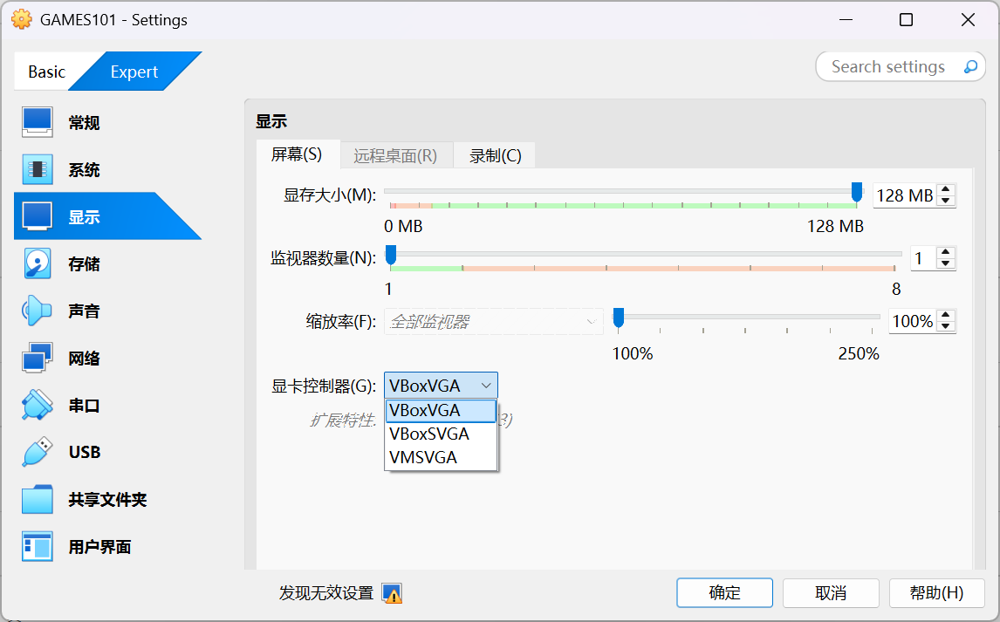 GAMES101 - Settings
Basic
Expert
Search settings
常规
系统
显示
存储
声音
网络
串口
USB
共享文件夹
用户界面
显示
屏幕(S)
远程桌面(R)
录制(C)
显存大小(M):
128 MB
0 MB
128 MB
监视器数量(N):
1
1
8
缩放率(F):
全部监视器
100%
100%
250%
显卡控制器(G):
VBoxVGA
VBoxVGA
VBoxSVGA
VMSVGA
扩展特性:
3)
发现无效设置
确定
取消
帮助(H)